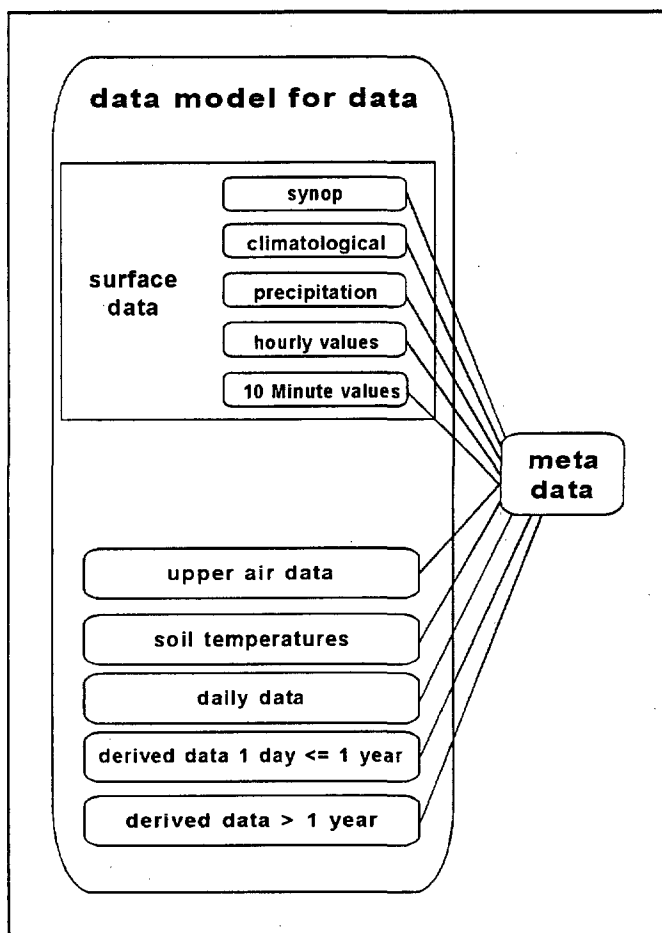 data model for data
surface
data
synop
climatological
precipitation
hourly values
10 Minute values
meta
data
upper air data
soil temperatures
daily data
derived data 1 day <= 1 year
derived data > 1 year